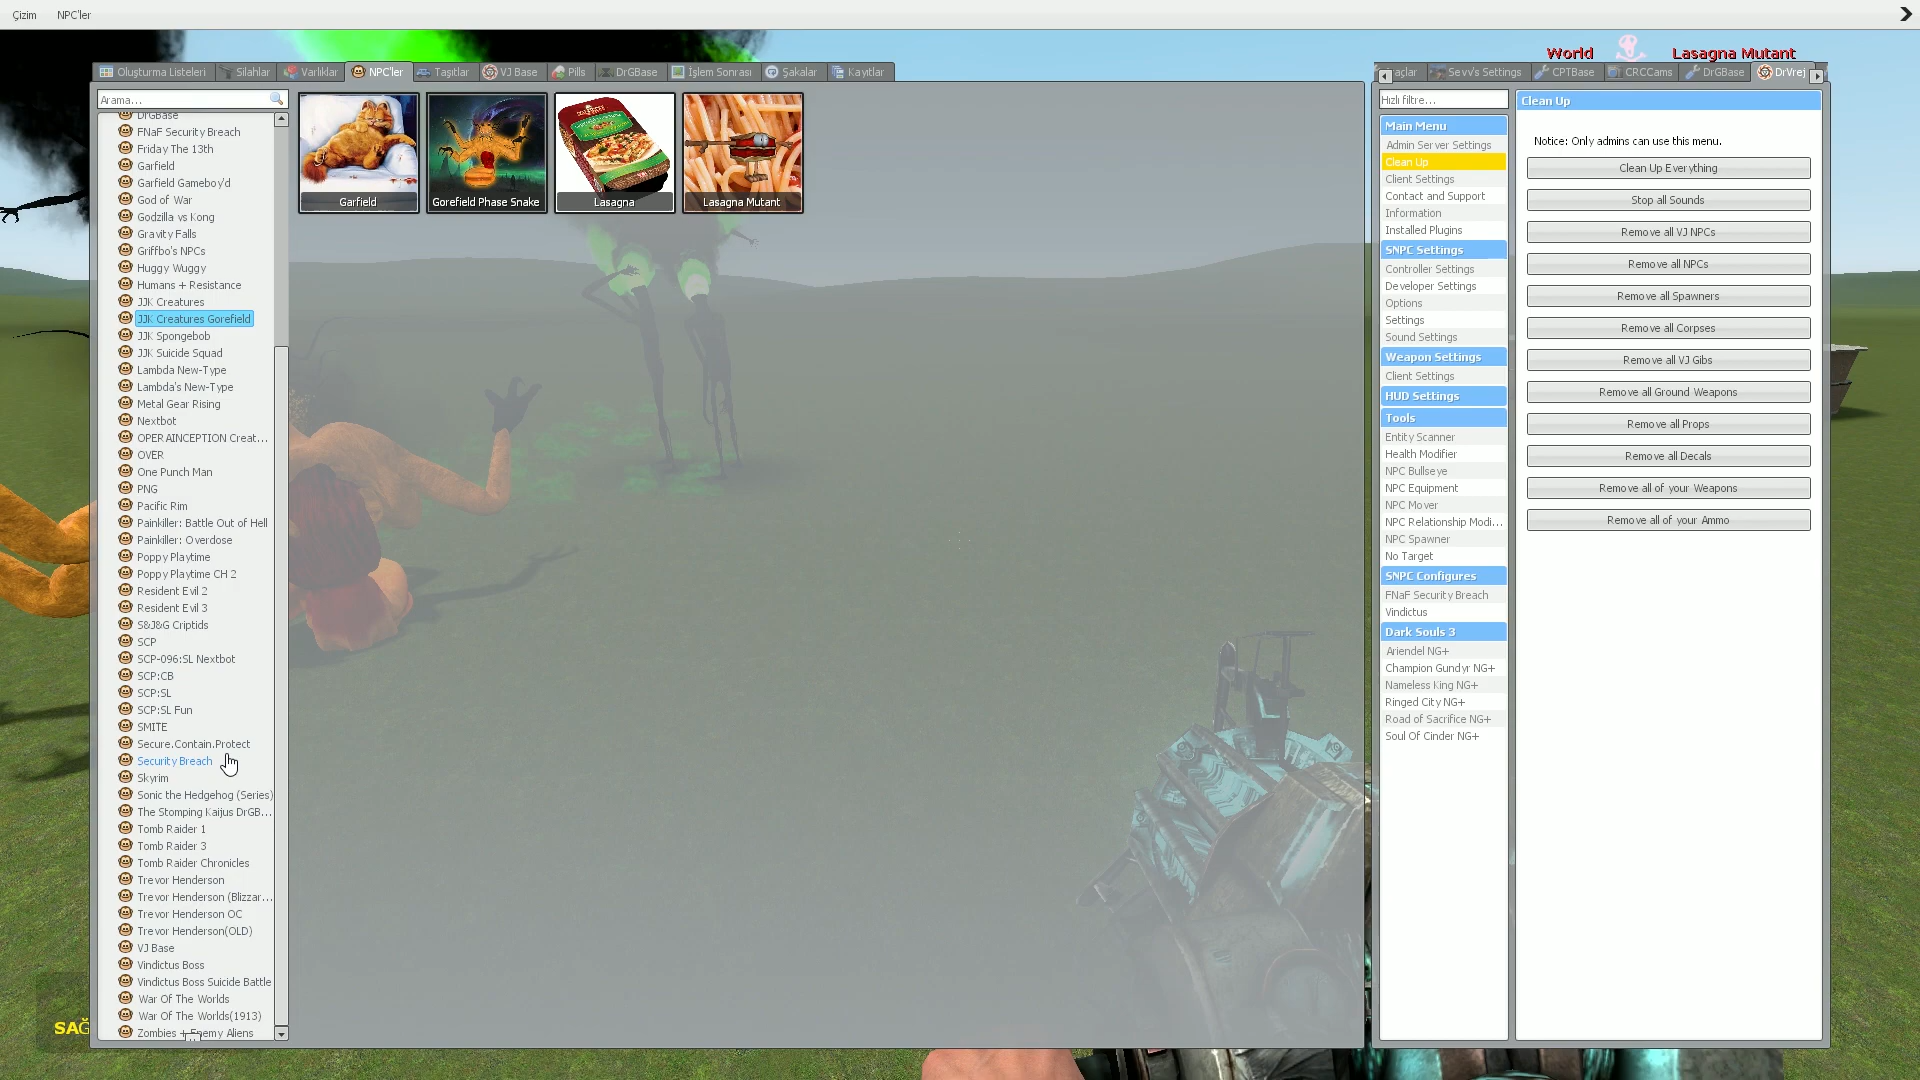 Çizim NPC'ler
World Lasagna Mutant
Oluşturma Listeleri Silahlar Varlıklar NPC'ler Taşıtlar VJ Base Pills DrGBase İşlem Sonrası Şakalar Kayıtlar
Arama...
DrGBase
FNaF Security Breach
Friday The 13th
Garfield
Garfield Gameboy'd
God of War
Godzilla vs Kong
Gravity Falls
Griffbo's NPCs
Huggy Wuggy
Humans + Resistance
JJK Creatures
JJK Creatures Gorefield
JJK Spongebob
JJK Suicide Squad
Lambda New-Type
Lambda's New-Type
Metal Gear Rising
Nextbot
OPERAINCEPTION Creat...
OVER
One Punch Man
PNG
Pacific Rim
Painkiller: Battle Out of Hell
Painkiller: Overdose
Poppy Playtime
Poppy Playtime CH 2
Resident Evil 2
Resident Evil 3
S&J&G Criptids
SCP
SCP-096:SL Nextbot
SCP:CB
SCP:SL
SCP:SL Fun
SMITE
Secure.Contain.Protect
Security Breach
Skyrim
Sonic the Hedgehog (Series)
The Stomping Kaijus DrGB...
Tomb Raider 1
Tomb Raider 3
Tomb Raider Chronicles
Trevor Henderson
Trevor Henderson (Blizzar...
Trevor Henderson OC
Trevor Henderson(OLD)
VJ Base
Vindictus Boss
Vindictus Boss Suicide Battle
War Of The Worlds
War Of The Worlds(1913)
Zombies + Enemy Aliens
SAĞ
Garfield
Gorefield Phase Snake
Lasagna
Lasagna Mutant
açlar Sevv's Settings CPTBase CRCCams DrGBase DrVrej
Hızlı filtre...
Main Menu
Admin Server Settings
Clean Up
Client Settings
Contact and Support
Information
Installed Plugins
SNPC Settings
Controller Settings
Developer Settings
Options
Settings
Sound Settings
Weapon Settings
Client Settings
HUD Settings
Tools
Entity Scanner
Health Modifier
NPC Bullseye
NPC Equipment
NPC Mover
NPC Relationship Modi...
NPC Spawner
No Target
SNPC Configures
FNaF Security Breach
Vindictus
Dark Souls 3
Ariendel NG+
Champion Gundyr NG+
Nameless King NG+
Ringed City NG+
Road of Sacrifice NG+
Soul Of Cinder NG+
Clean Up
Notice: Only admins can use this menu.
Clean Up Everything
Stop all Sounds
Remove all VJ NPCs
Remove all NPCs
Remove all Spawners
Remove all Corpses
Remove all VJ Gibs
Remove all Ground Weapons
Remove all Props
Remove all Decals
Remove all of your Weapons
Remove all of your Ammo